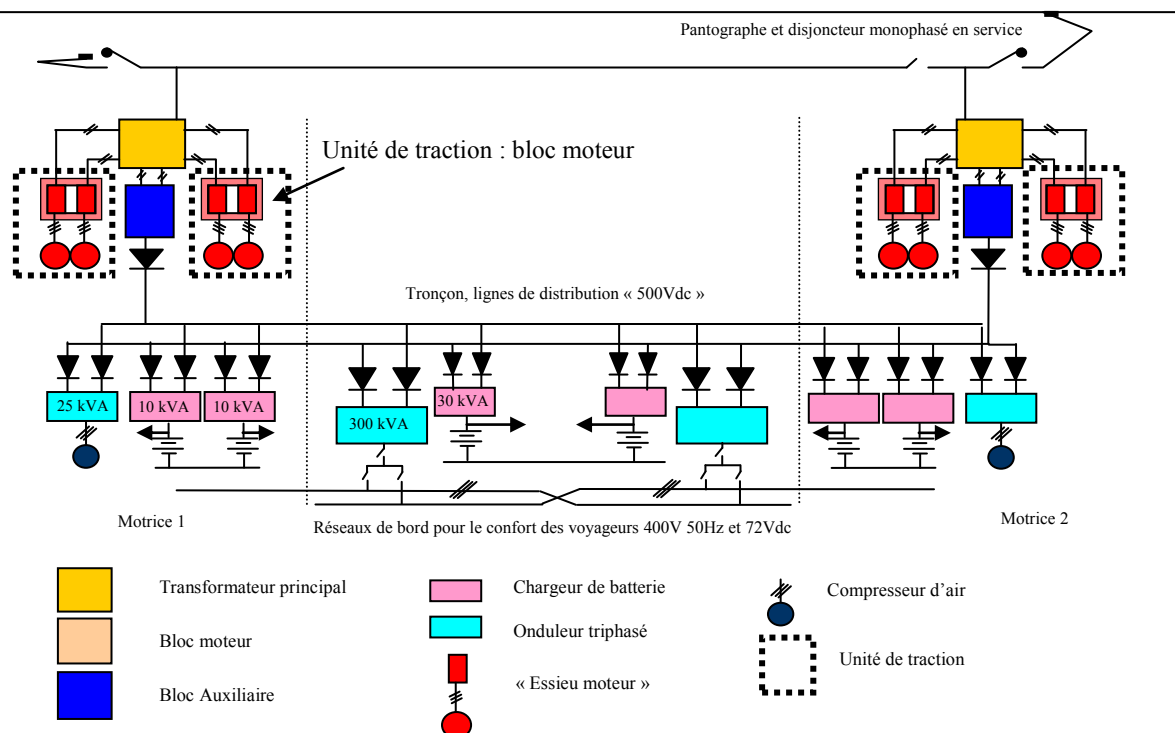 Pantographe et disjoncteur monophasé en service
Unité de traction : bloc moteur
Tronçon, lignes de distribution « 500Vdc »
25 kVA
10 kVA
10 kVA
300 kVA
30 kVA
Motrice 1
Réseaux de bord pour le confort des voyageurs 400V 50Hz et 72Vdc
Motrice 2
Transformateur principal
Chargeur de batterie
Compresseur d'air
Bloc moteur
Onduleur triphasé
Unité de traction
Bloc Auxiliaire
« Essieu moteur »